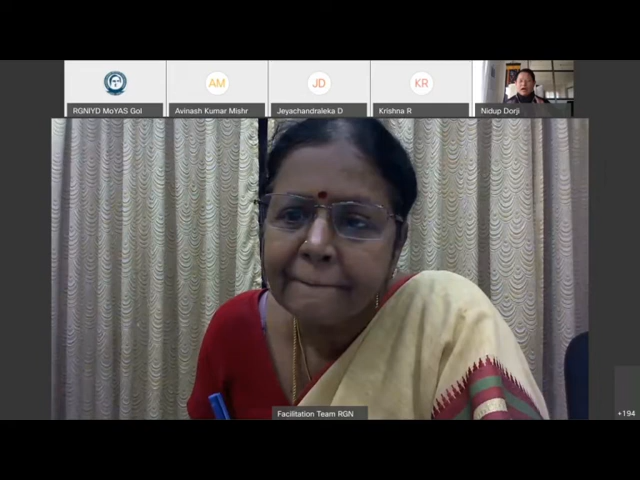 AM
JD
KR
RGNIYD MoYAS GoI
Avinash Kumar Mishr
Jeyachandraleka D
Krishna R
Nidup Dorji
Facilitation Team RGN
+194